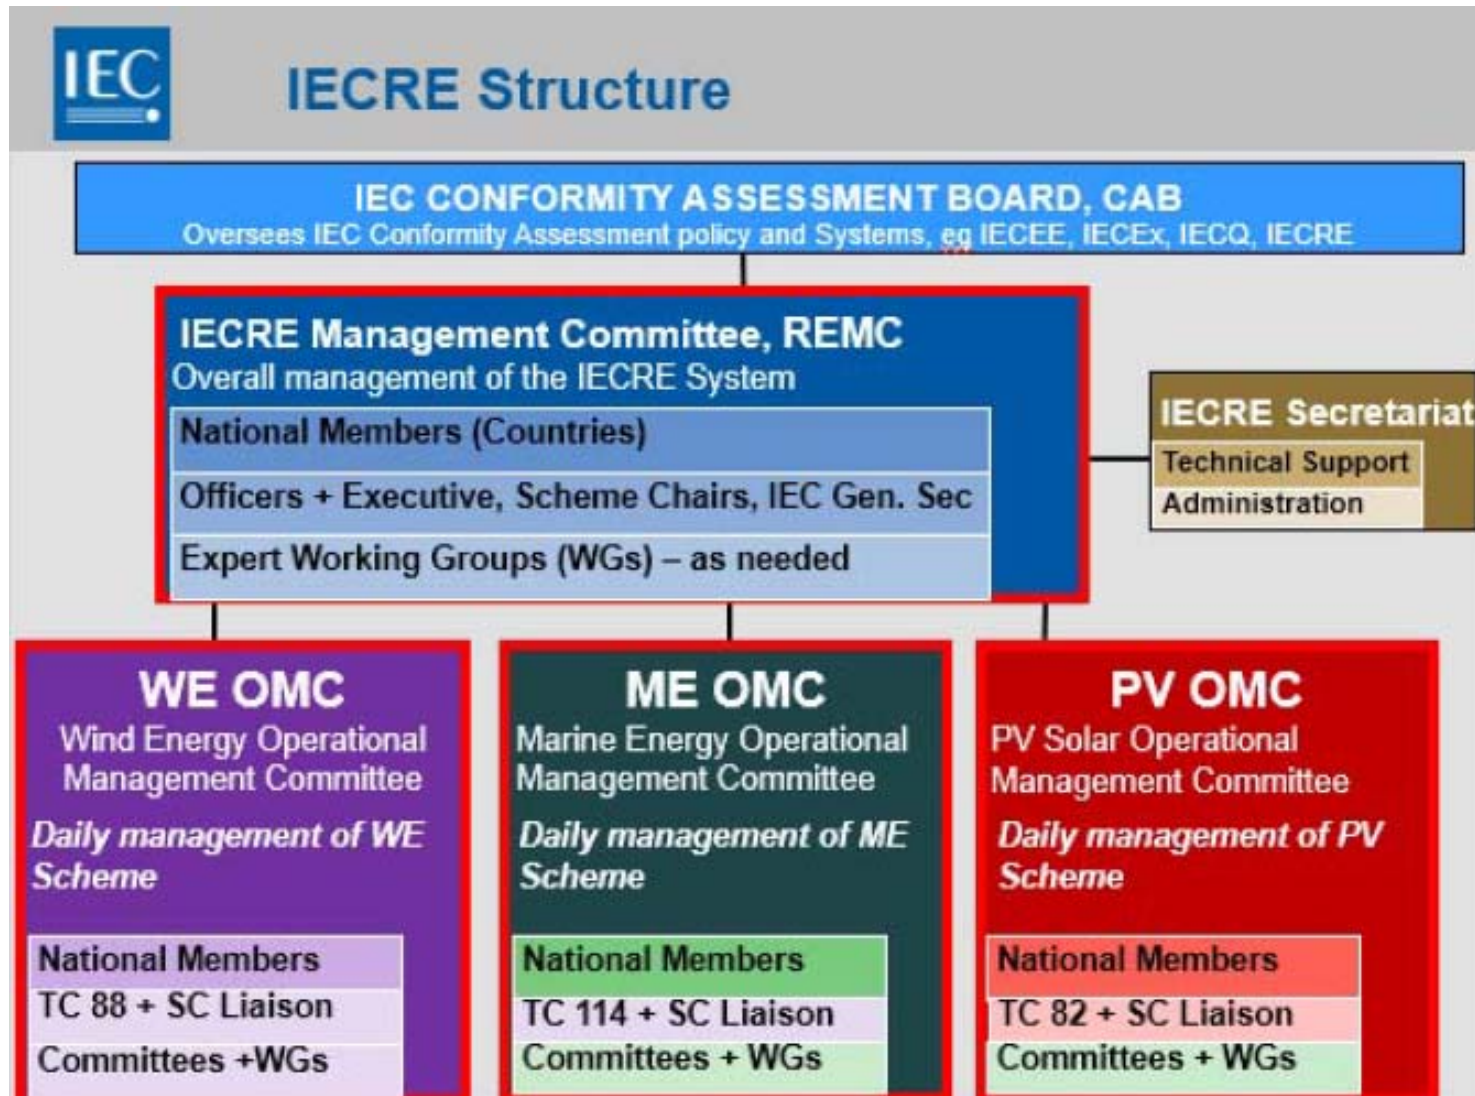 IEC
IECRE Structure
IEC CONFORMITY ASSESSMENT BOARD, CAB
Oversees IEC Conformity Assessment policy and Systems, eg IECEE, IECEx, IECQ, IECRE
IECRE Management Committee, REMC
Overall management of the IECRE System
National Members (Countries)
Officers + Executive, Scheme Chairs, IEC Gen. Sec
Expert Working Groups (WGs) – as needed
IECRE Secretariat
Technical Support
Administration
WE OMC
Wind Energy Operational
Management Committee
Daily management of WE
Scheme
National Members
TC 88 + SC Liaison
Committees +WGs
ME OMC
Marine Energy Operational
Management Committee
Daily management of ME
Scheme
National Members
TC 114 + SC Liaison
Committees + WGs
PV OMC
PV Solar Operational
Management Committee
Daily management of PV
Scheme
National Members
TC 82 + SC Liaison
Committees + WGs